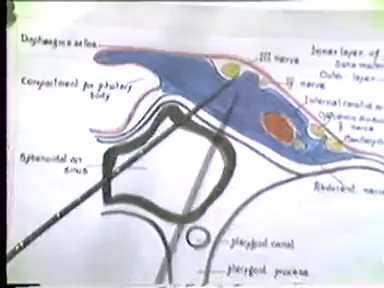 Diaphragma sellae
Compartment for pituitary
body
Sphenoidal air
sinus
III nerve
IV nerve
Inner layer of
dura mater
Outer layer
Internal carotid
V nerve
Abducent nerve
pterygoid canal
pterygoid process